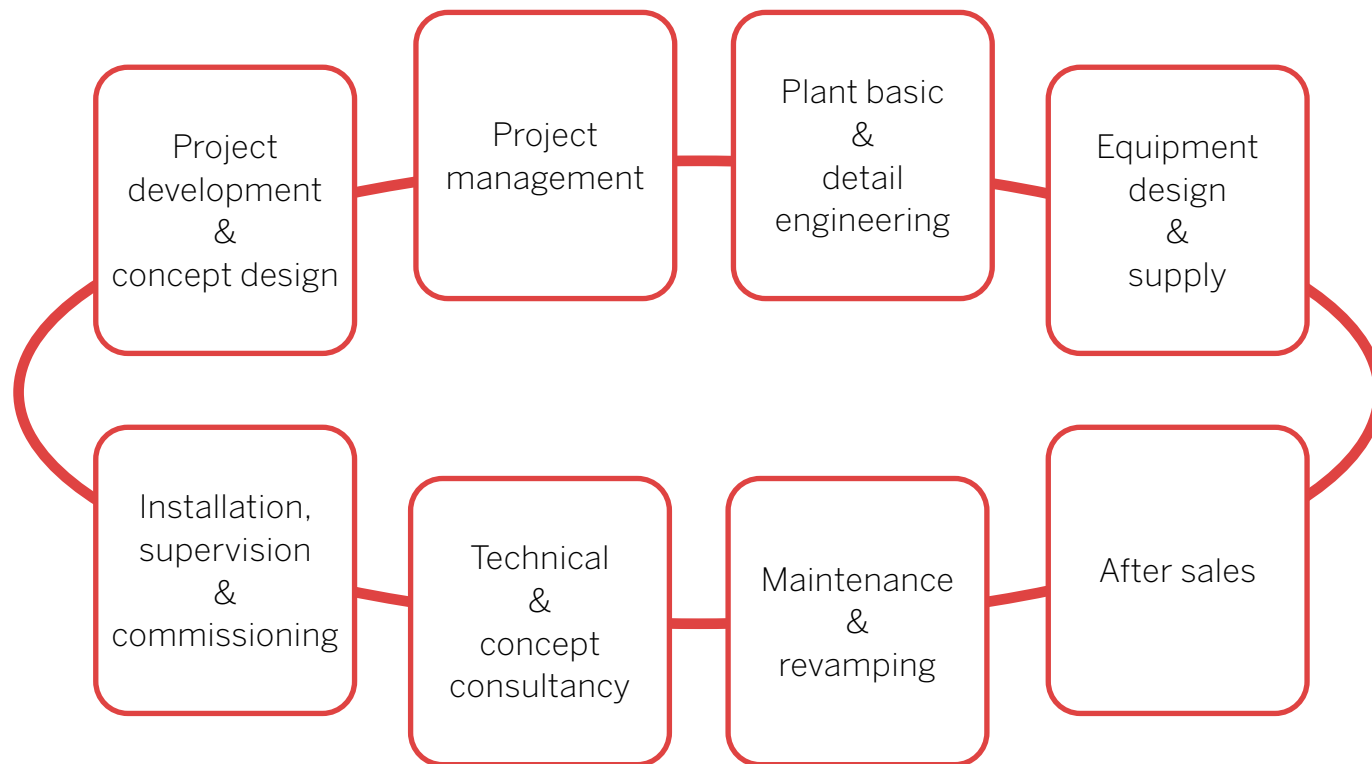 Project
development
&
concept design
Project
management
Plant basic
&
detail
engineering
Equipment
design
&
supply
Installation,
supervision
&
commissioning
Technical
&
concept
consultancy
Maintenance
&
revamping
After sales